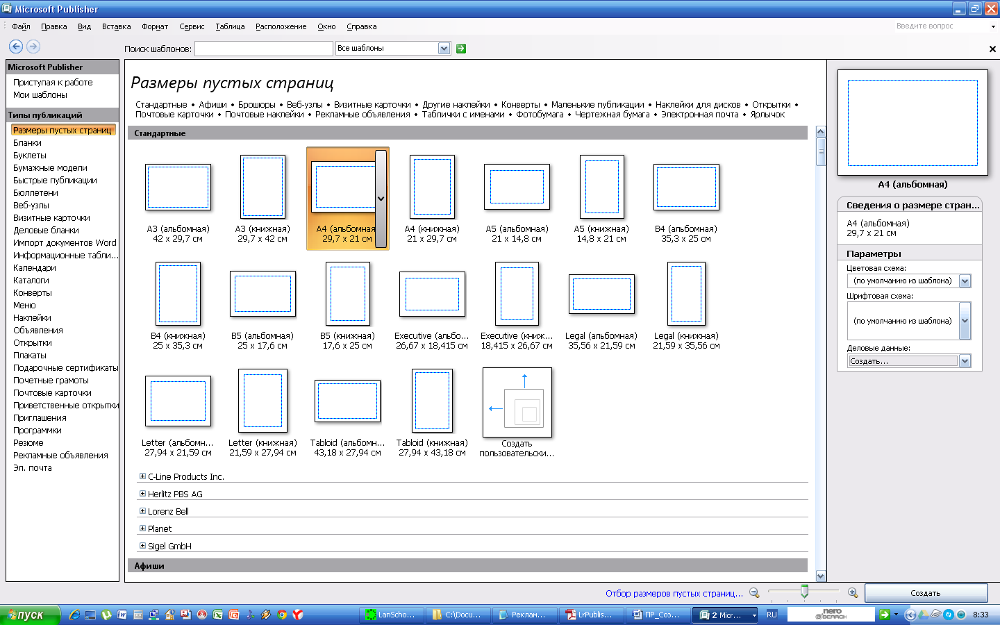 Microsoft Publisher
Файл Правка Вид Вставка Формат Сервис Таблица Расположение Окно Справка Введите вопрос
Поиск шаблонов: Все шаблоны
Microsoft Publisher
Приступая к работе
Мои шаблоны
Типы публикаций
Размеры пустых страниц
Бланки
Буклеты
Бумажные модели
Быстрые публикации
Бюллетени
Веб-узлы
Визитные карточки
Деловые бланки
Импорт документов Word
Информационные табли...
Календари
Каталоги
Конверты
Меню
Наклейки
Объявления
Открытки
Плакаты
Подарочные сертификаты
Почетные грамоты
Почтовые карточки
Приветственные открытки
Приглашения
Программки
Резюме
Рекламные объявления
Эл. почта
Размеры пустых страниц
Стандартные • Афиши • Брошюры • Веб-узлы • Визитные карточки • Другие наклейки • Конверты • Маленькие публикации • Наклейки для дисков • Открытки •
Почтовые карточки • Почтовые наклейки • Рекламные объявления • Таблички с именами • Фотобумага • Чертежная бумага • Электронная почта • Ярлычок
Стандартные
A3 (альбомная) A3 (книжная) A4 (альбомная A4 (книжная) A5 (альбомная) A5 (книжная) B4 (альбомная)
42 x 29,7 см 29,7 x 42 см 29,7 x 21 см 21 x 29,7 см 21 x 14,8 см 14,8 x 21 см 35,3 x 25 см
B4 (книжная) B5 (альбомная) B5 (книжная) Executive (альбо... Executive (книж... Legal (альбомная) Legal (книжная)
25 x 35,3 см 25 x 17,6 см 17,6 x 25 см 26,67 x 18,415 см 18,415 x 26,67 см 35,56 x 21,59 см 21,59 x 35,56 см
Letter (альбомн... Letter (книжная) Tabloid (альбомн... Tabloid (книжная) Создать
27,94 x 21,59 см 21,59 x 27,94 см 43,18 x 27,94 см 27,94 x 43,18 см пользовательски...
C-Line Products Inc.
Herlitz PBS AG
Lorenz Bell
Planet
Sigel GmbH
Афиши
A4 (альбомная)
Сведения о размере стран...
A4 (альбомная)
29,7 x 21 см
Параметры
Цветовая схема:
(по умолчанию из шаблона)
Шрифтовая схема:
(по умолчанию из шаблона)
Деловые данные:
Создать...
Отбор размеров пустых страниц... Создать
пуск LanScho... C:\Docu... Реклам... LrPublis... ПР_Соз... 2 Micr... RU nero SEARCH 8:33